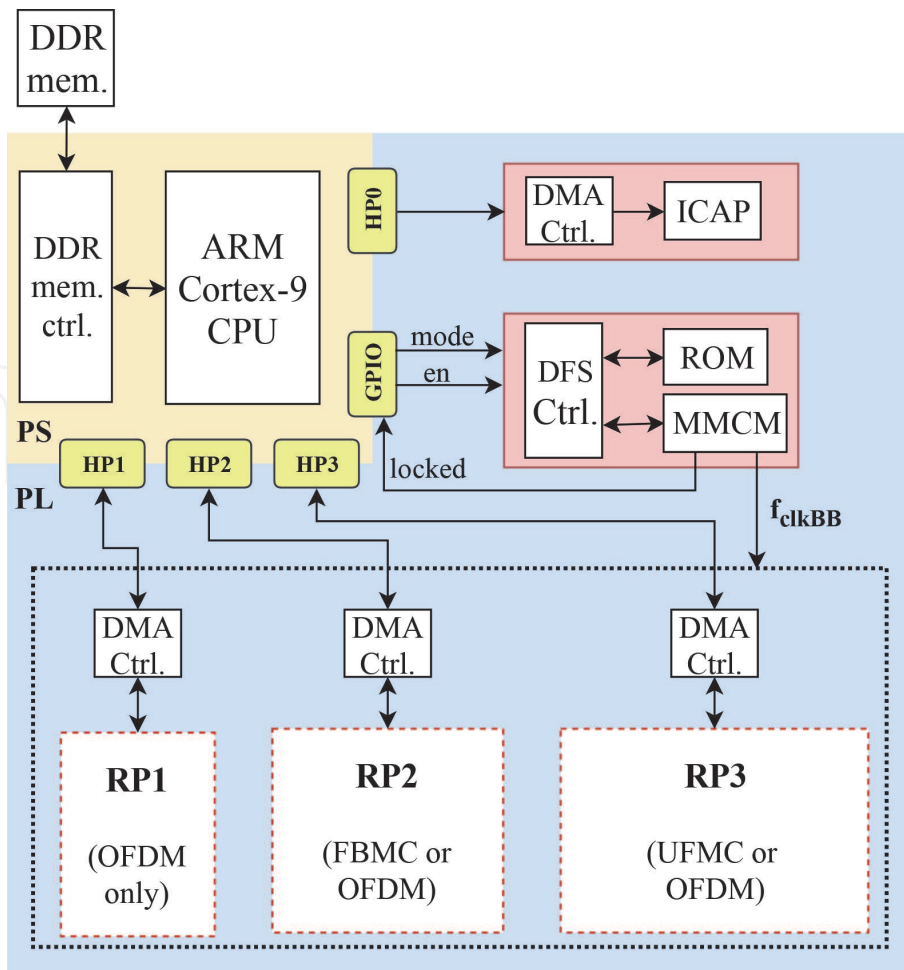 DDR
mem.
DDR
mem.
ctrl.
ARM
Cortex-9
CPU
PS
HP0
DMA
Ctrl.
ICAP
GPIO
mode
en
locked
DFS
Ctrl.
ROM
MMCM
HP1
HP2
HP3
PL
fclkBB
DMA
Ctrl.
DMA
Ctrl.
DMA
Ctrl.
RP1
(OFDM
only)
RP2
(FBMC or
OFDM)
RP3
(UFMC or
OFDM)